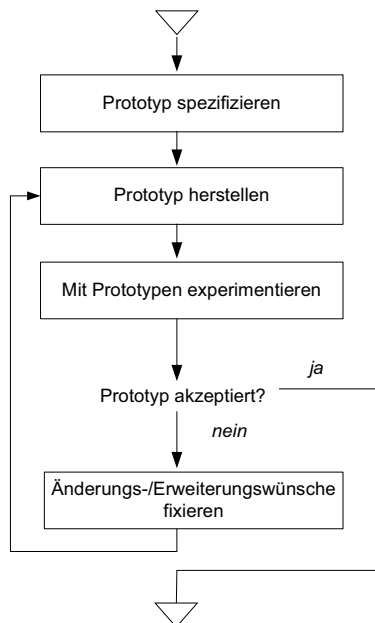 Prototyp spezifizieren
Prototyp herstellen
Mit Prototypen experimentieren
ja
Prototyp akzeptiert?
nein
Änderungs-/Erweiterungswünsche
fixieren